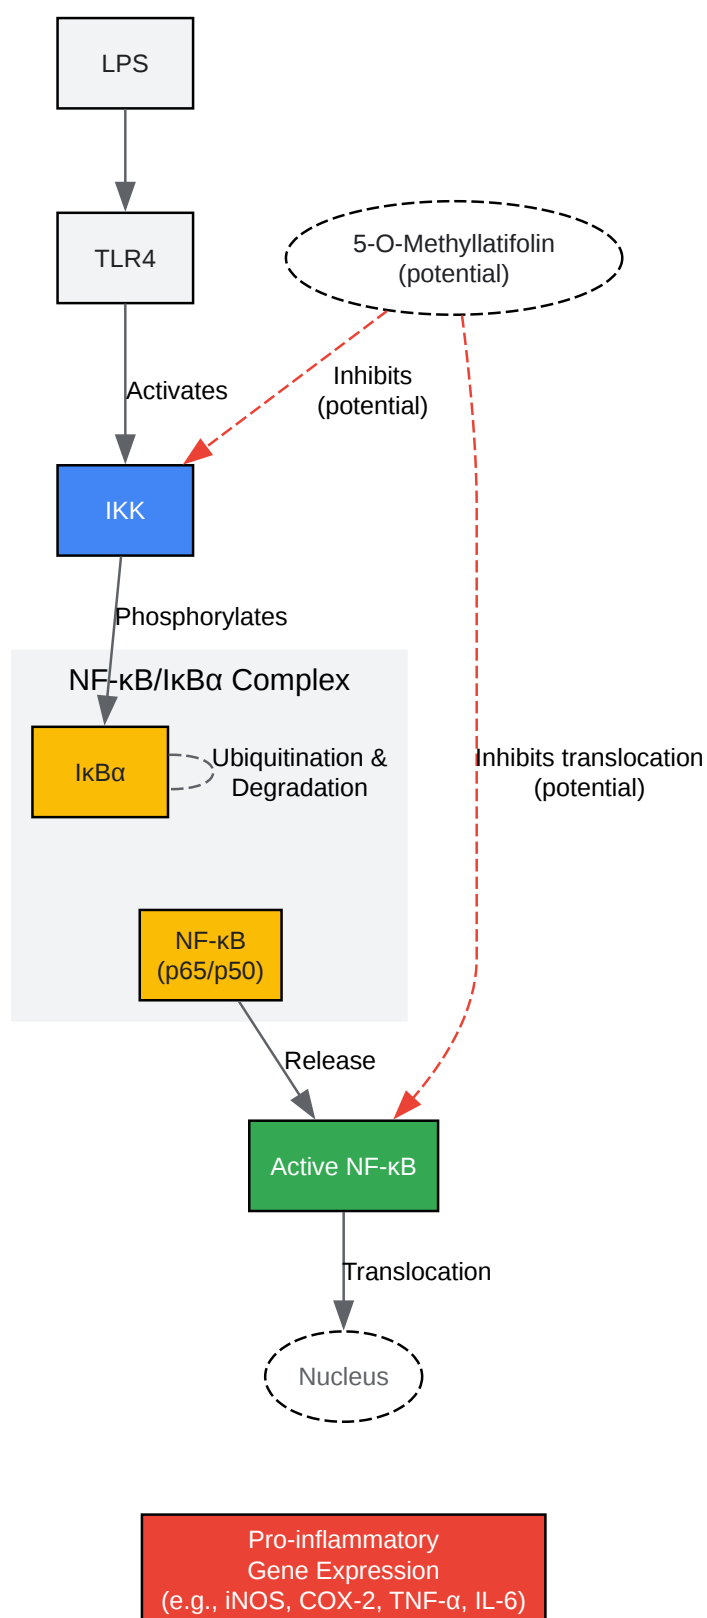 LPS
TLR4
5-O-Methyllatifolin
(potential)
Activates
Inhibits
(potential)
IKK
Phosphorylates
NF-κB/IκBα Complex
IκBα
Ubiquitination &
Degradation
Inhibits translocation
(potential)
NF-κB
(p65/p50)
Release
Active NF-κB
Translocation
Nucleus
Pro-inflammatory
Gene Expression
(e.g., iNOS, COX-2, TNF-α, IL-6)